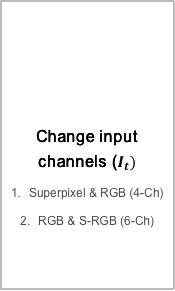 Change input
channels (Iₜ)
1. Superpixel & RGB (4-Ch)
2. RGB & S-RGB (6-Ch)